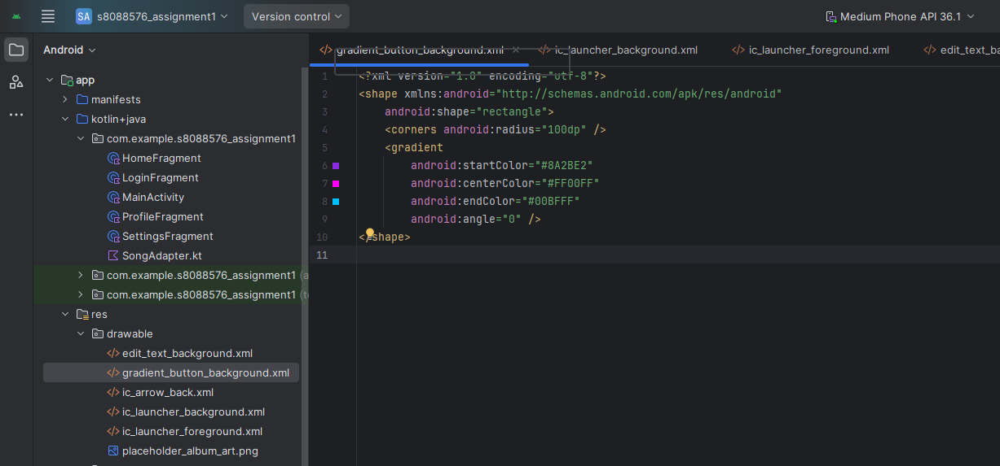 SA s8088576_assignment1 Version control Medium Phone API 36.1
Android
gradient_button_background.xml ic_launcher_background.xml ic_launcher_foreground.xml edit_text_ba
app
manifests
kotlin+java
com.example.s8088576_assignment1
HomeFragment
LoginFragment
MainActivity
ProfileFragment
SettingsFragment
SongAdapter.kt
com.example.s8088576_assignment1 (a
com.example.s8088576_assignment1 (t
res
drawable
edit_text_background.xml
gradient_button_background.xml
ic_arrow_back.xml
ic_launcher_background.xml
ic_launcher_foreground.xml
placeholder_album_art.png
1 <?xml version="1.0" encoding="utf-8"?>
2 <shape xmlns:android="http://schemas.android.com/apk/res/android"
3 android:shape="rectangle">
4 <corners android:radius="100dp" />
5 <gradient
6 android:startColor="#8A2BE2"
7 android:centerColor="#FF00FF"
8 android:endColor="#00BFFF"
9 android:angle="0" />
10 </shape>
11